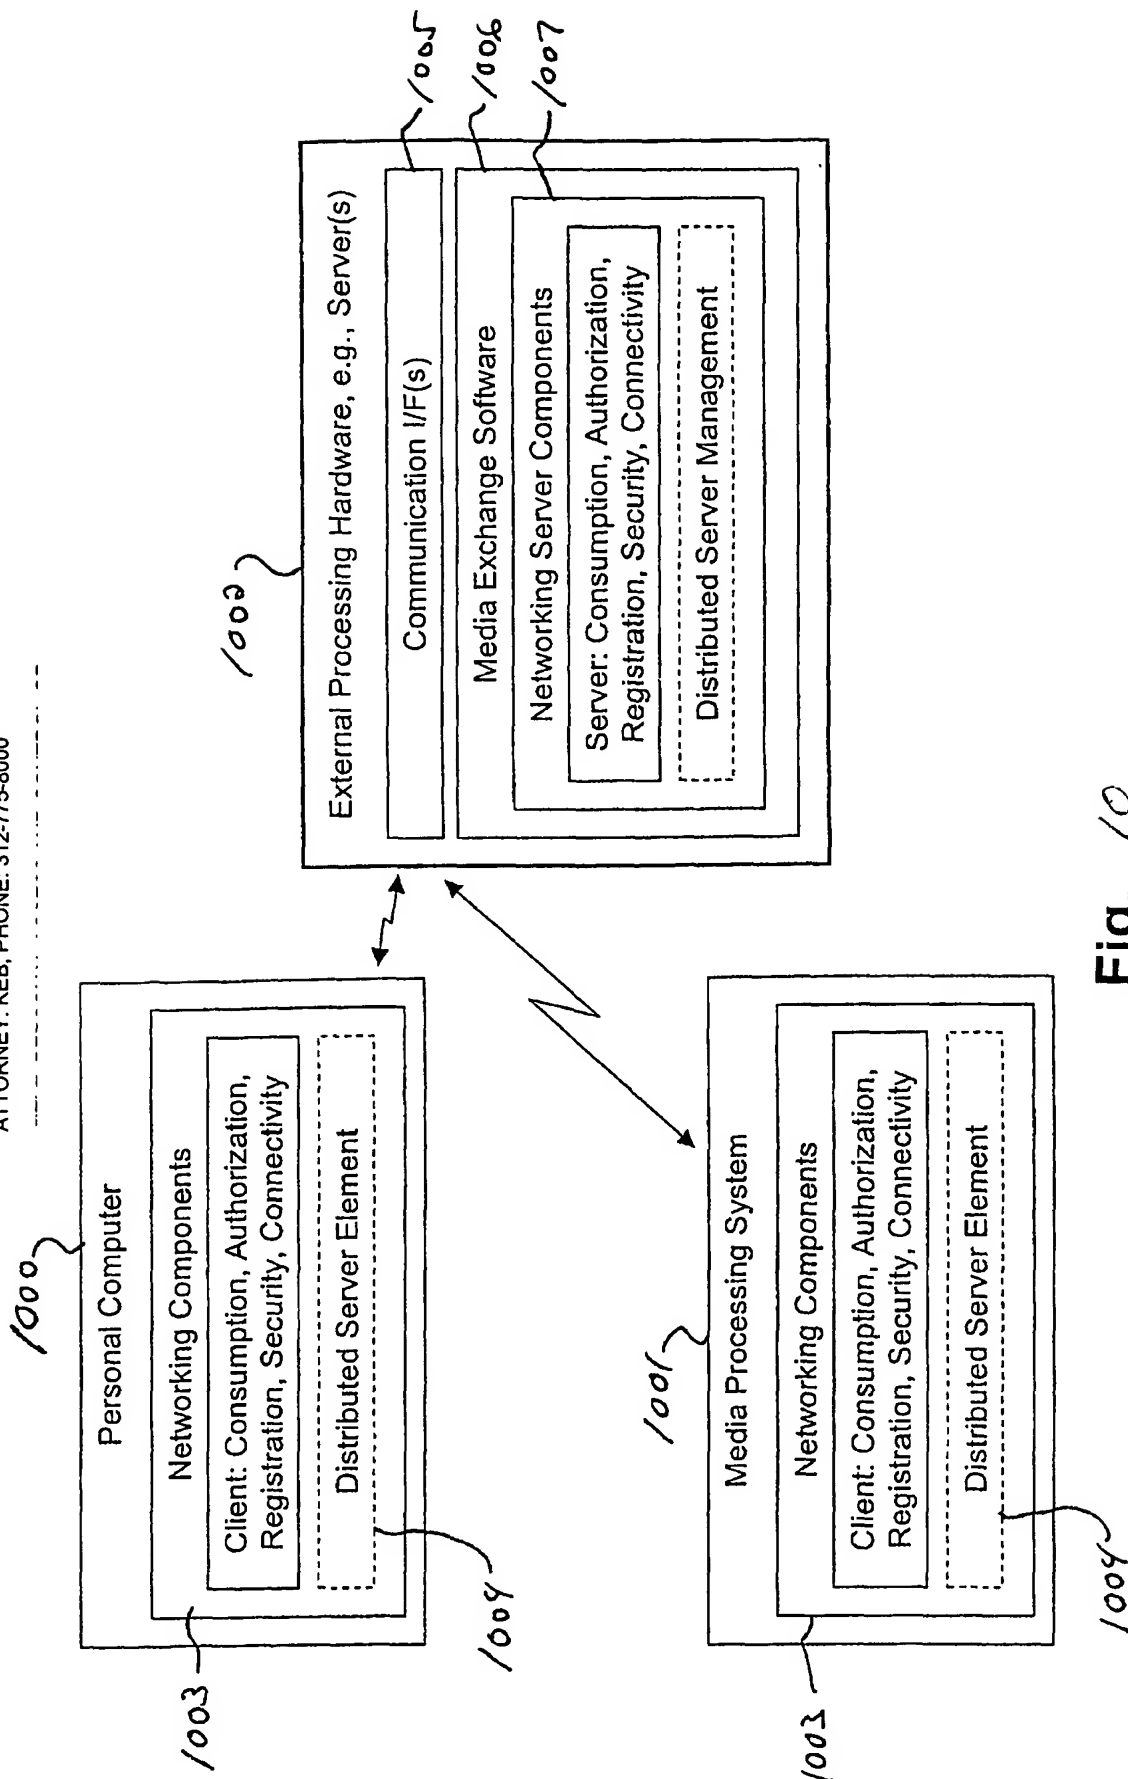 ATTORNEY: KEB, PHONE: 312-775-8000
1000
Personal Computer
Networking Components
Client: Consumption, Authorization,
Registration, Security, Connectivity
Distributed Server Element
1003
1004
1002
External Processing Hardware, e.g., Server(s)
Communication I/F(s)
Media Exchange Software
Networking Server Components
Server: Consumption, Authorization,
Registration, Security, Connectivity
Distributed Server Management
1005
1006
1007
1001
Media Processing System
Networking Components
Client: Consumption, Authorization,
Registration, Security, Connectivity
Distributed Server Element
1003
1004
Fig. 10